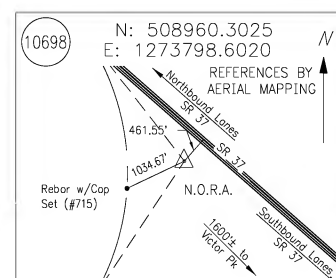 10698
N: 508960.3025
E: 1273798.6020
REFERENCES BY
AERIAL MAPPING
N
Northbound Lanes
SR 37
461.55'
SR 37
1034.67'
Rebor w/Cap
Set (#715)
N.O.R.A.
Southbound Lanes
SR 37
1600'± to
Victor Pk.